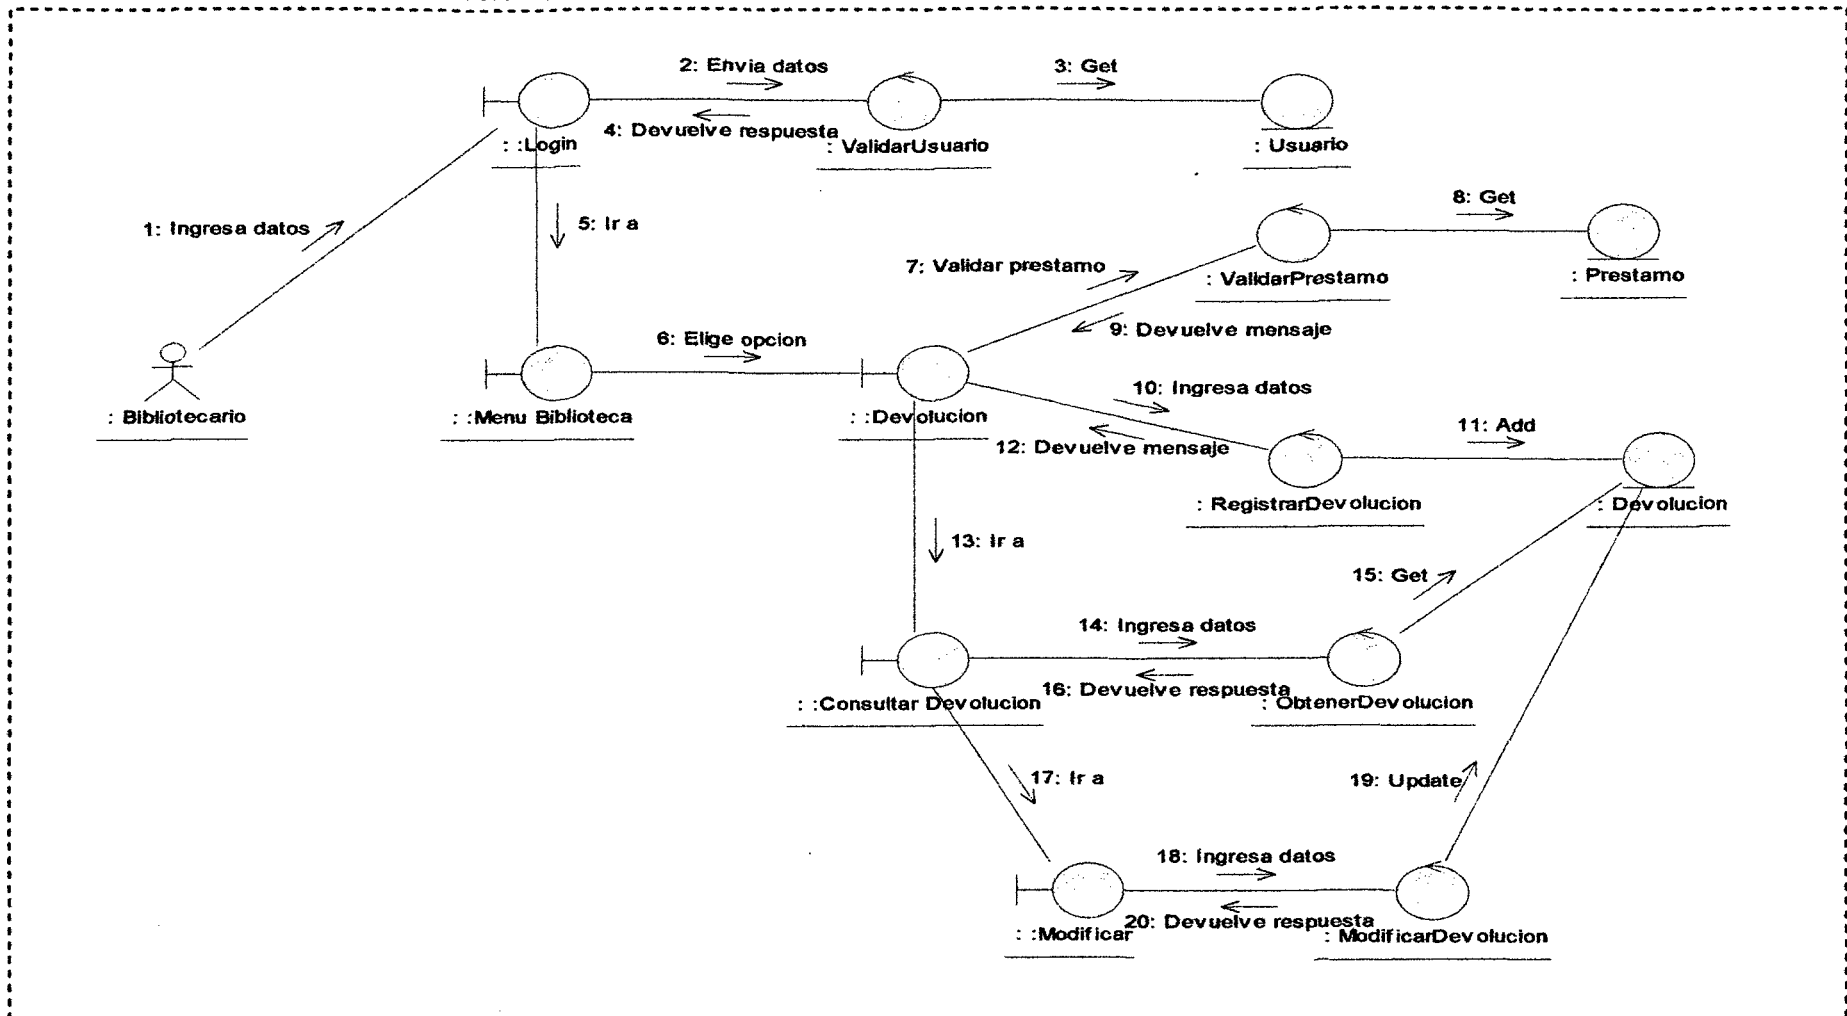 2: Envia datos
3: Get
4: Devuelve respuesta
: :Login
: ValidarUsuario
: Usuario
8: Get
1: Ingresa datos
5: Ir a
7: Validar prestamo
: ValidarPrestamo
: Prestamo
9: Devuelve mensaje
6: Elige opcion
10: Ingresa datos
: Bibliotecario
: :Menu Biblioteca
: :Devolucion
11: Add
12: Devuelve mensaje
: RegistrarDevolucion
: Devolucion
13: Ir a
15: Get
14: Ingresa datos
16: Devuelve respuesta
: :Consultar Devolucion
: ObtenerDevolucion
17: Ir a
19: Update
18: Ingresa datos
20: Devuelve respuesta
: :Modificar
: ModificarDevolucion